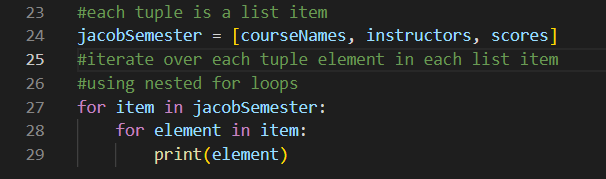 23 #each tuple is a list item
24 jacobSemester = [courseNames, instructors, scores]
25 #iterate over each tuple element in each list item
26 #using nested for loops
27 for item in jacobSemester:
28     for element in item:
29         print(element)